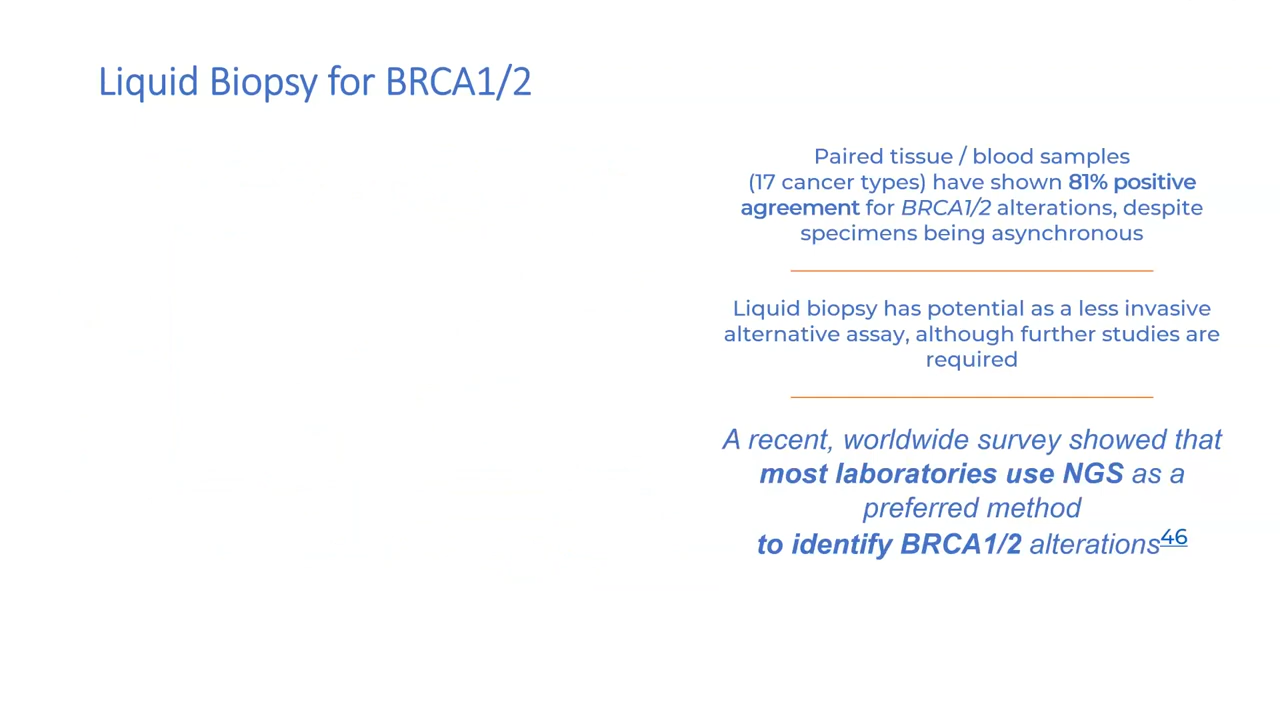 Liquid Biopsy for BRCA1/2
Paired tissue / blood samples
(17 cancer types) have shown 81% positive
agreement for BRCA1/2 alterations, despite
specimens being asynchronous
Liquid biopsy has potential as a less invasive
alternative assay, although further studies are
required
A recent, worldwide survey showed that
most laboratories use NGS as a
preferred method
to identify BRCA1/2 alterations46